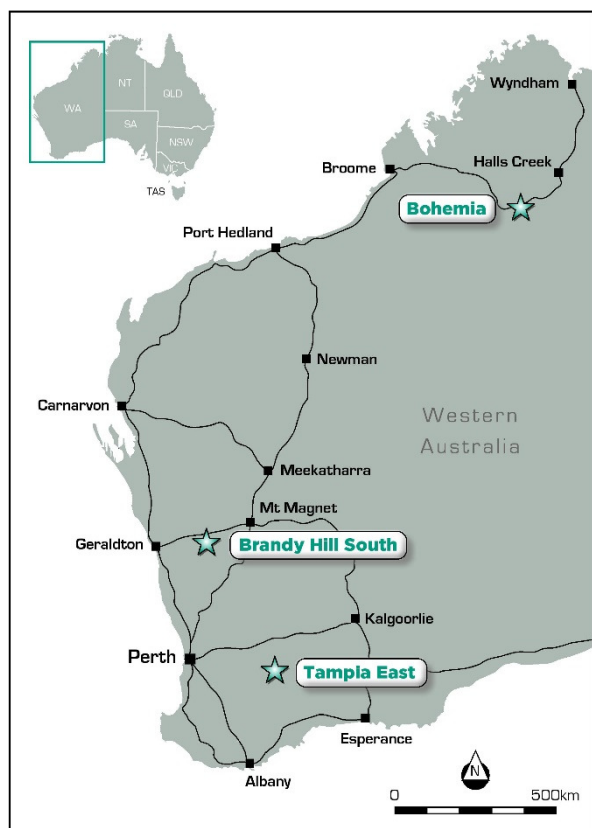 WA
NT
QLD
SA
NSW
VIC
TAS
Wyndham
Halls Creek
Broome
Bohemia
Port Hedland
Newman
Carnarvon
Western
Australia
Meekatharra
Mt Magnet
Geraldton
Brandy Hill South
Kalgoorlie
Perth
Tampia East
Esperance
Albany
N
0
500km